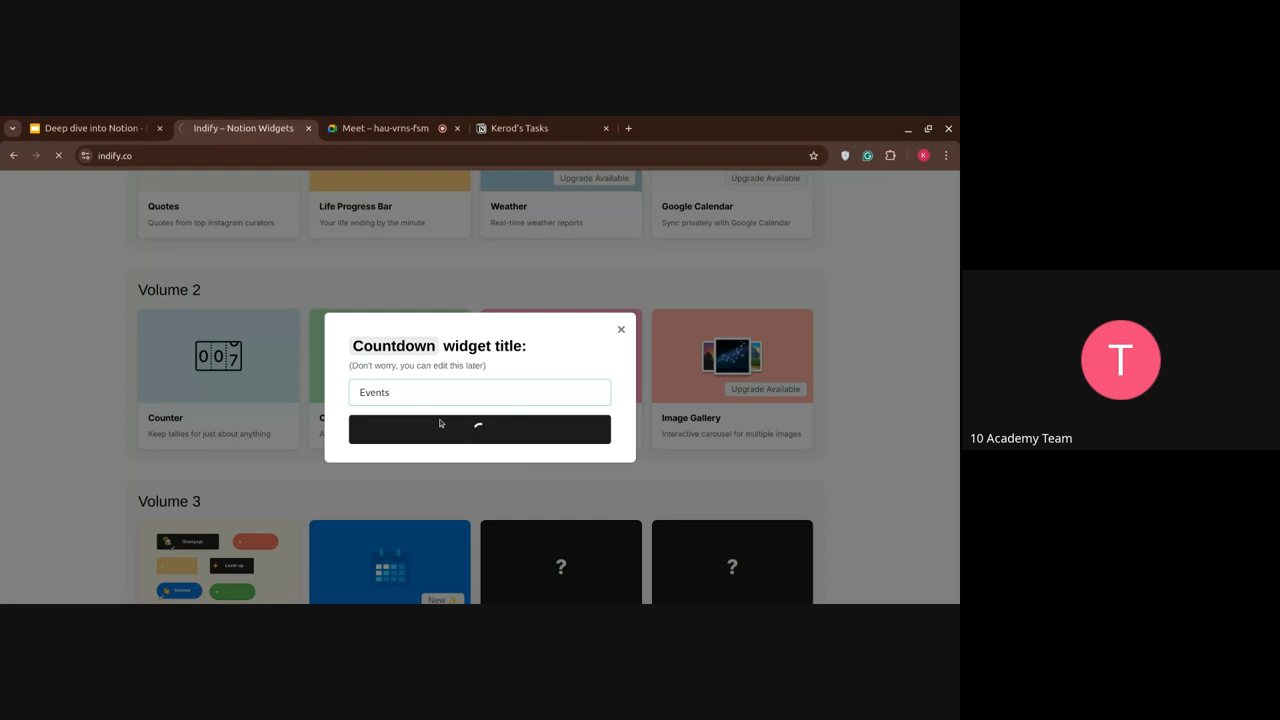 Deep dive into Notion -
Indify – Notion Widgets
Meet – hau-vrns-fsm
Kerod's Tasks
indify.co
K
Upgrade Available
Upgrade Available
Quotes
Life Progress Bar
Weather
Google Calendar
Quotes from top instagram curators
Your life ending by the minute
Real-time weather reports
Sync privately with Google Calendar
Volume 2
Countdown widget title:
(Don't worry, you can edit this later)
Events
007
Upgrade Available
Counter
Image Gallery
Keep tallies for just about anything
Interactive carousel for multiple images
Volume 3
Homepage
Level-up
?
?
New
T
10 Academy Team